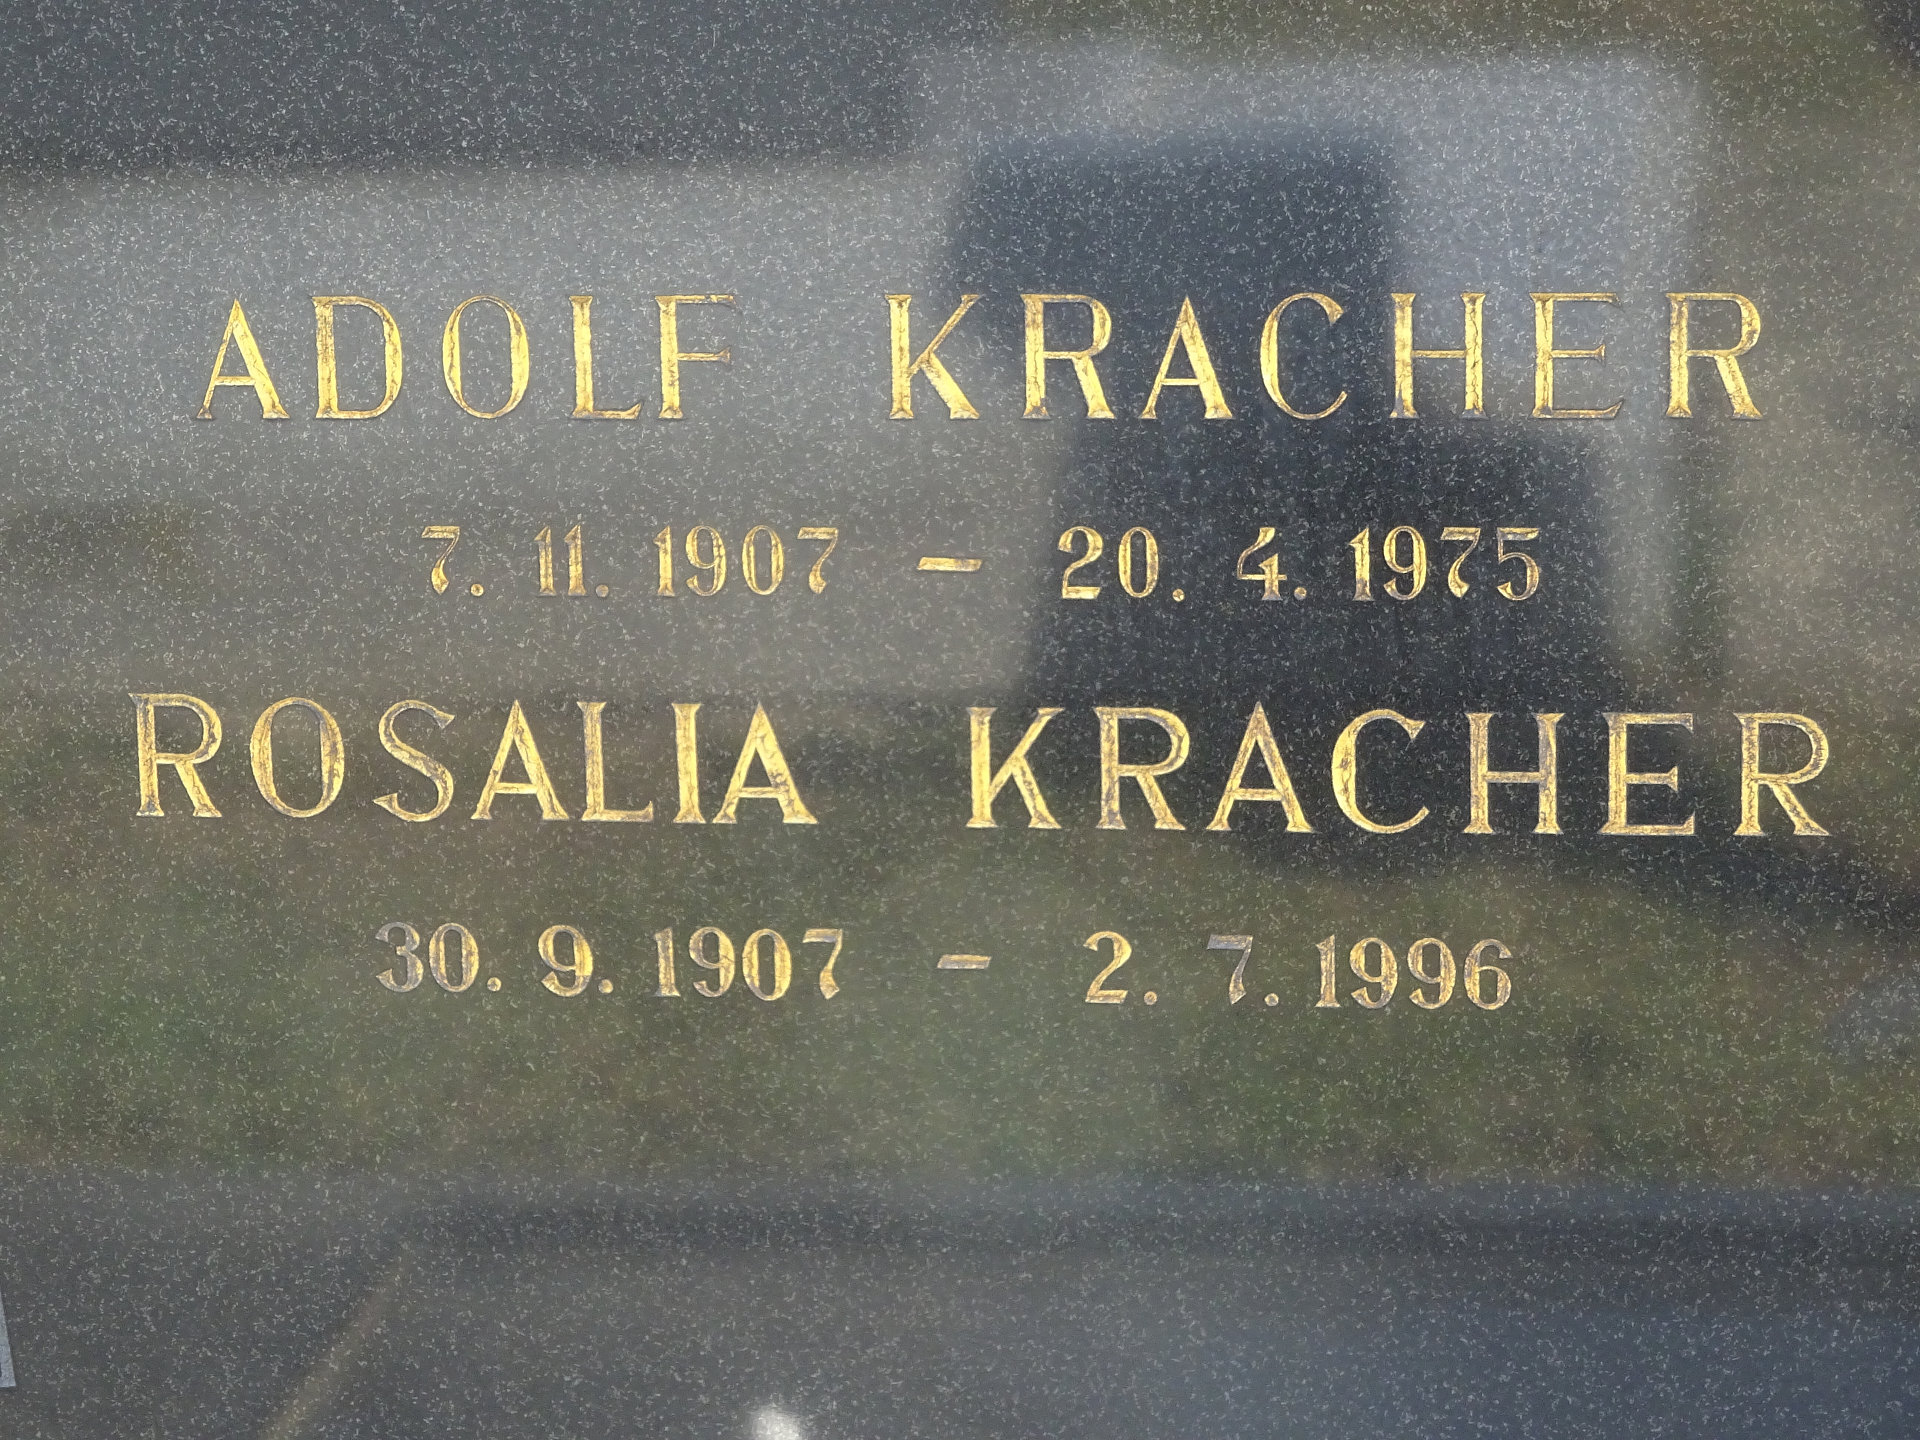 ADOLF KRACHER
7. 11. 1907 – 20. 4. 1975
ROSALIA KRACHER
30. 9. 1907 – 2. 7. 1996